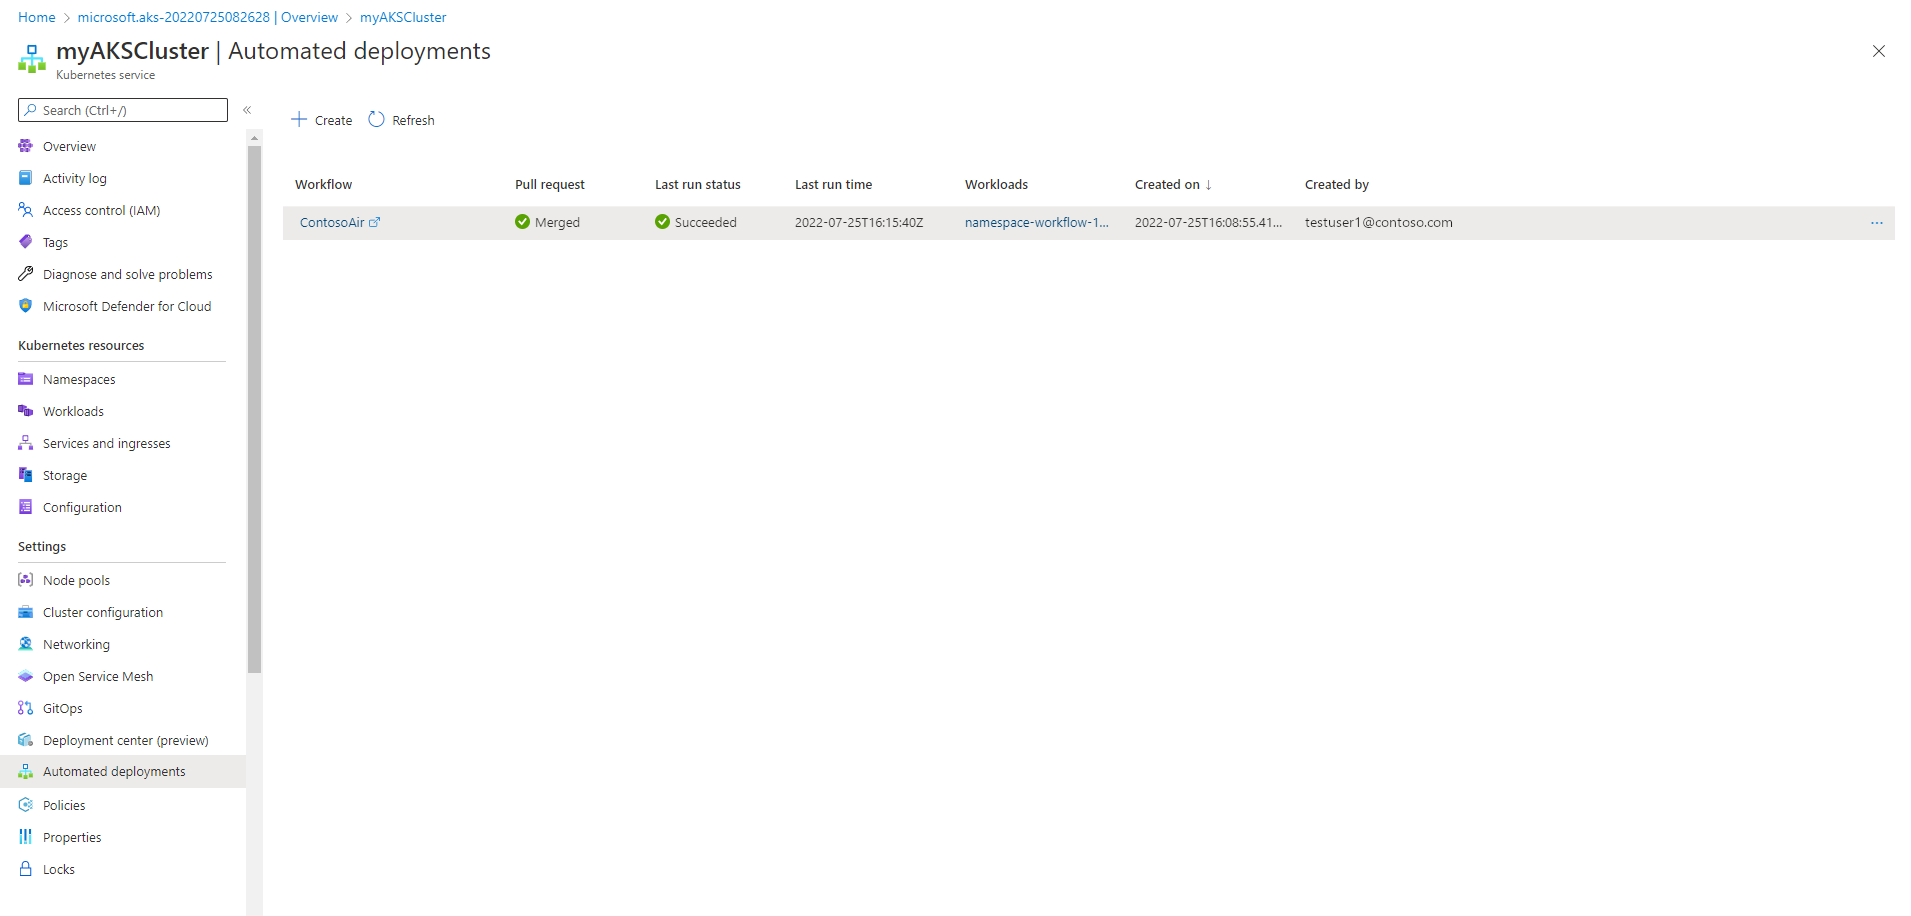 Home > microsoft.aks-20220725082628 | Overview > myAKSCluster
myAKSCluster | Automated deployments
Kubernetes service
Search (Ctrl+/)
«
Create
Refresh
Overview
Activity log
Access control (IAM)
Tags
Diagnose and solve problems
Microsoft Defender for Cloud
Kubernetes resources
Namespaces
Workloads
Services and ingresses
Storage
Configuration
Settings
Node pools
Cluster configuration
Networking
Open Service Mesh
GitOps
Deployment center (preview)
Automated deployments
Policies
Properties
Locks
Workflow Pull request Last run status Last run time Workloads Created on ↓ Created by
ContosoAir Merged Succeeded 2022-07-25T16:15:40Z namespace-workflow-1... 2022-07-25T16:08:55.41... testuser1@contoso.com ...